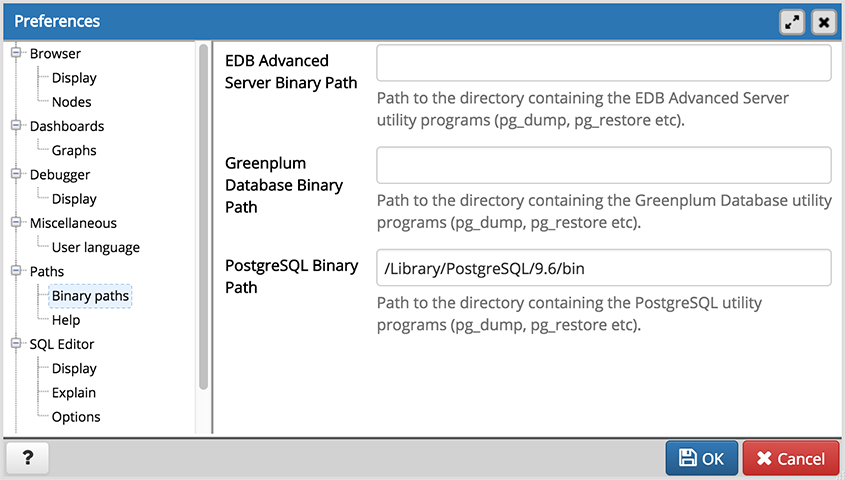 Preferences
Browser
Display
Nodes
Dashboards
Graphs
Debugger
Display
Miscellaneous
User language
Paths
Binary paths
Help
SQL Editor
Display
Explain
Options
EDB Advanced
Server Binary Path
Path to the directory containing the EDB Advanced Server
utility programs (pg_dump, pg_restore etc).
Greenplum
Database Binary
Path
Path to the directory containing the Greenplum Database utility
programs (pg_dump, pg_restore etc).
PostgreSQL Binary
Path
/Library/PostgreSQL/9.6/bin
Path to the directory containing the PostgreSQL utility
programs (pg_dump, pg_restore etc).
?
OK
Cancel